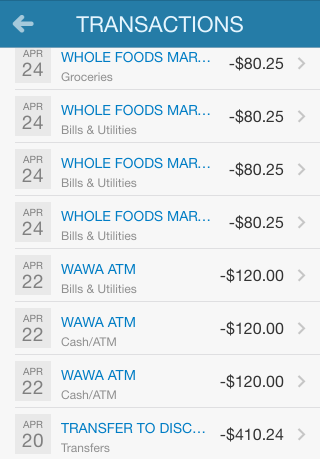 TRANSACTIONS
APR
24
WHOLE FOODS MAR...
Groceries
-$80.25
APR
24
WHOLE FOODS MAR...
Bills & Utilities
-$80.25
APR
24
WHOLE FOODS MAR...
Bills & Utilities
-$80.25
APR
24
WHOLE FOODS MAR...
Bills & Utilities
-$80.25
APR
22
WAWA ATM
Bills & Utilities
-$120.00
APR
22
WAWA ATM
Cash/ATM
-$120.00
APR
22
WAWA ATM
Cash/ATM
-$120.00
APR
20
TRANSFER TO DISC...
Transfers
-$410.24